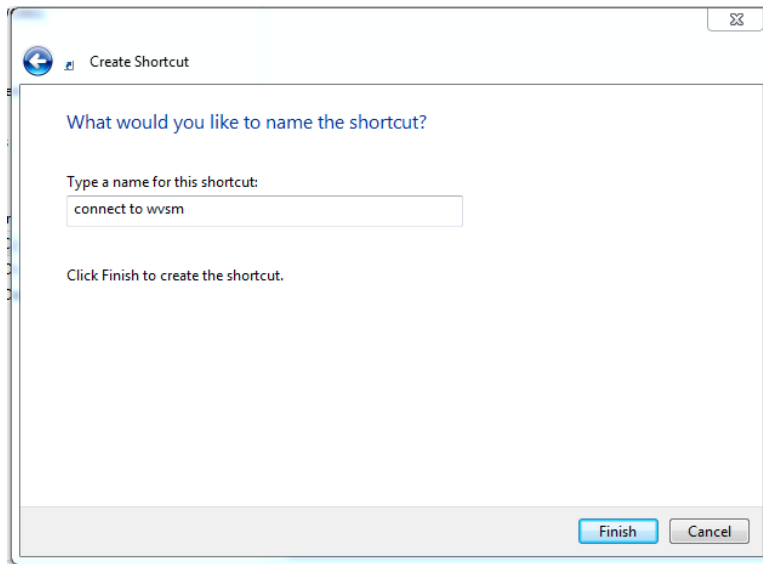 Create Shortcut
What would you like to name the shortcut?
Type a name for this shortcut:
connect to wvsm
Click Finish to create the shortcut.
Finish
Cancel